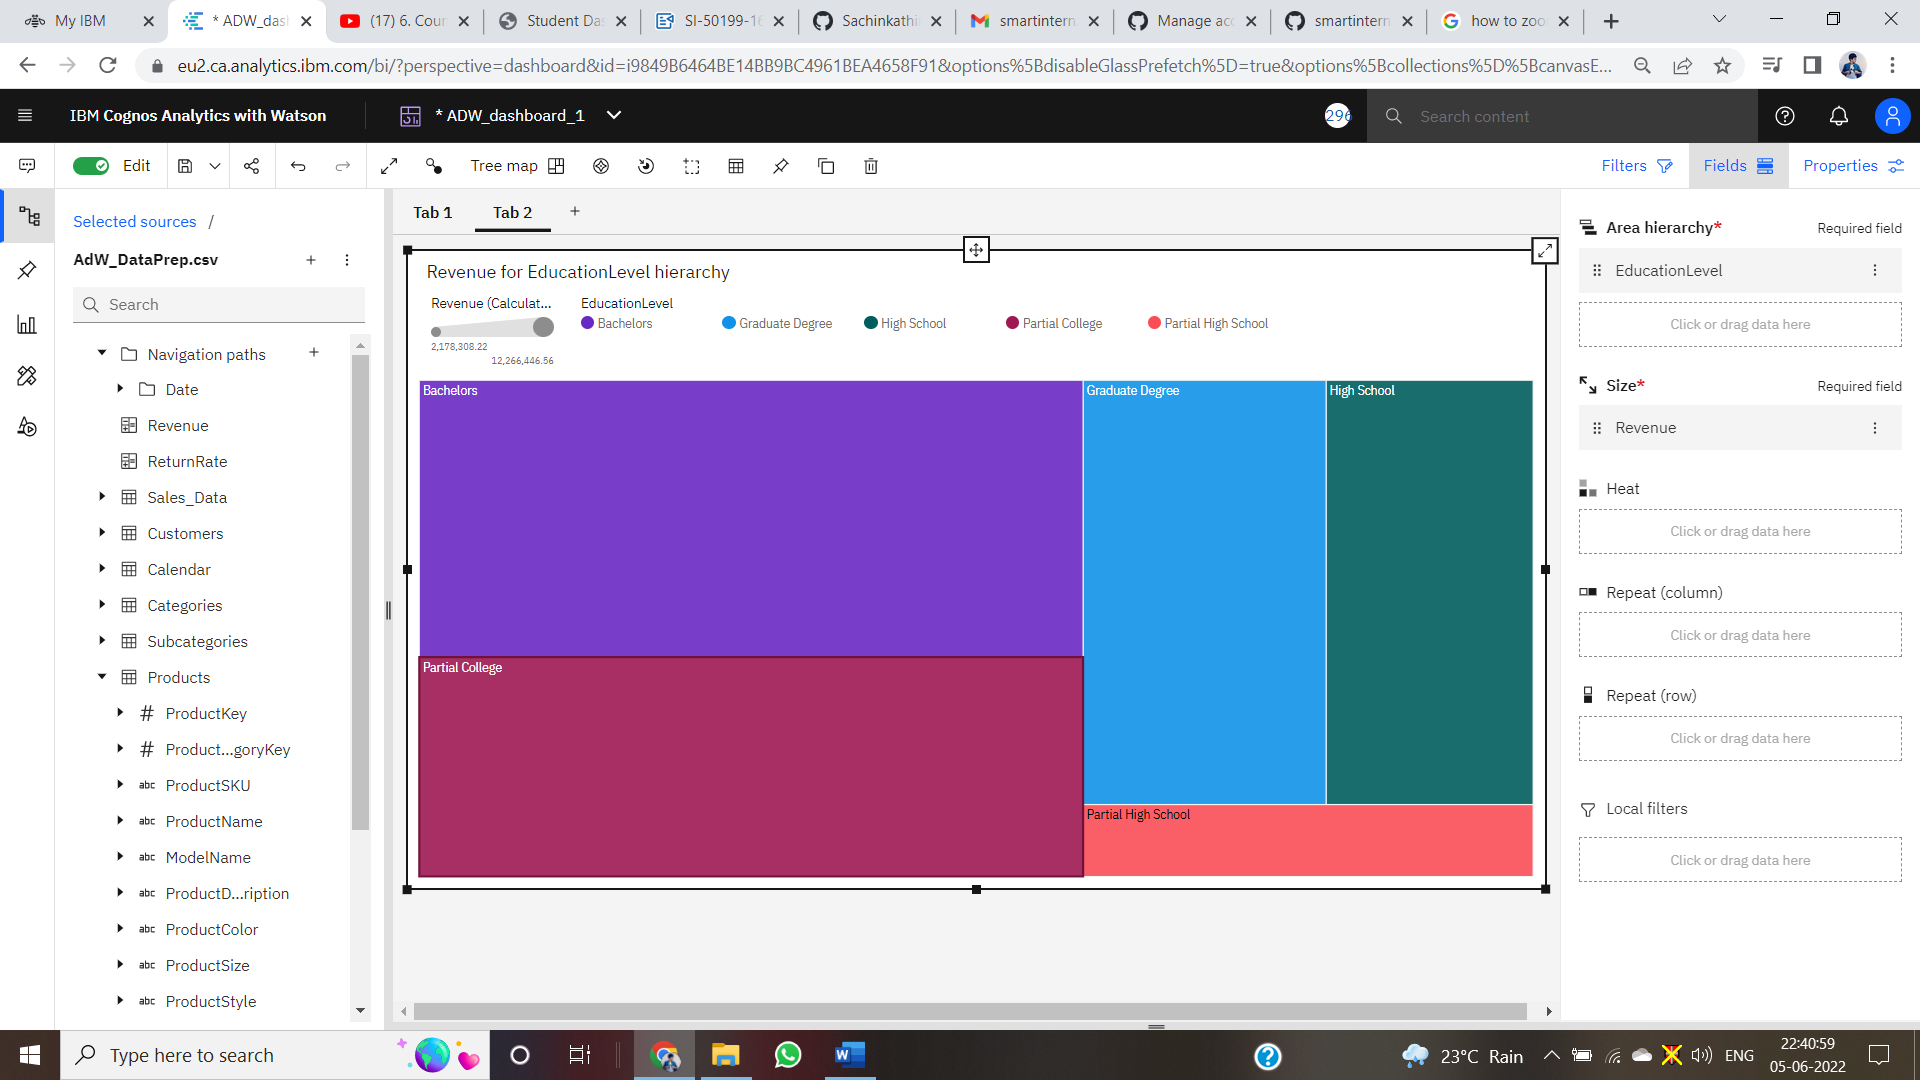 My IBM
* ADW_das
(17) 6. Cour
Student Da
SI-50199-16
Sachinkathi
smartintern
Manage acc
smartintern
how to zoo
eu2.ca.analytics.ibm.com/bi/?perspective=dashboard&id=i9849B6464BE14BB9BC4961BEA4658F91&options%5BdisableGlassPrefetch%5D=true&options%5Bcollections%5D%5BcanvasE...
IBM Cognos Analytics with Watson
* ADW_dashboard_1
296
Search content
Edit
Tree map
Filters
Fields
Properties
Selected sources /
AdW_DataPrep.csv
Search
Navigation paths
Date
Revenue
ReturnRate
Sales_Data
Customers
Calendar
Categories
Subcategories
Products
# ProductKey
# Product...goryKey
abc ProductSKU
abc ProductName
abc ModelName
abc ProductD...ription
abc ProductColor
abc ProductSize
abc ProductStyle
Tab 1
Tab 2
Revenue for EducationLevel hierarchy
Revenue (Calculat...
2,178,308.22
12,266,446.56
EducationLevel
Bachelors
Graduate Degree
High School
Partial College
Partial High School
Bachelors
Graduate Degree
High School
Partial College
Partial High School
Area hierarchy*
Required field
EducationLevel
Click or drag data here
Size*
Required field
Revenue
Heat
Click or drag data here
Repeat (column)
Click or drag data here
Repeat (row)
Click or drag data here
Local filters
Click or drag data here
Type here to search
23°C Rain
ENG
22:40:59
05-06-2022